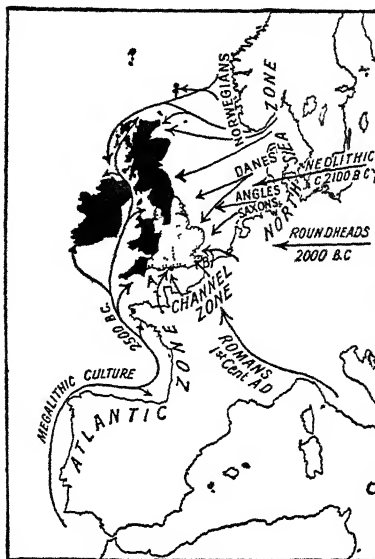 NORWEGIANS
ZONE
NORTH SEA
DANES
NEOLITHIC
C 2100 B C
ANGLES
SAXONS
ROUNDHEADS
2000 B.C
A
B
CHANNEL
ZONE
2500 B.C.
ROMANS
1st Cent A D
MEGALITHIC CULTURE
ATLANTIC
ZONE